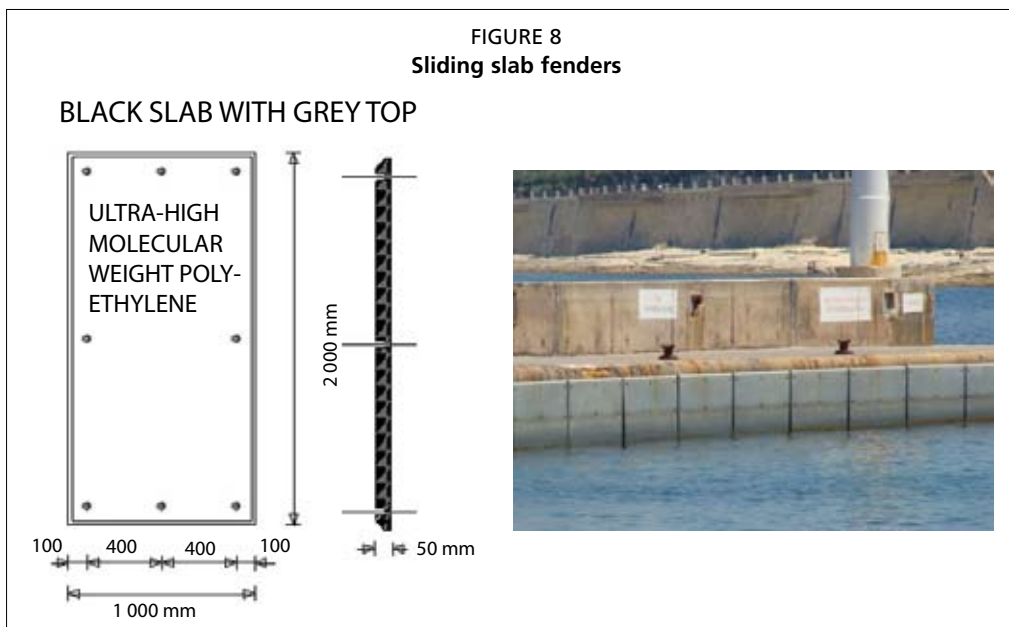 FIGURE 8
Sliding slab fenders
BLACK SLAB WITH GREY TOP
ULTRA-HIGH
MOLECULAR
WEIGHT POLY-
ETHYLENE
2 000 mm
100
400
400
100
50 mm
1 000 mm